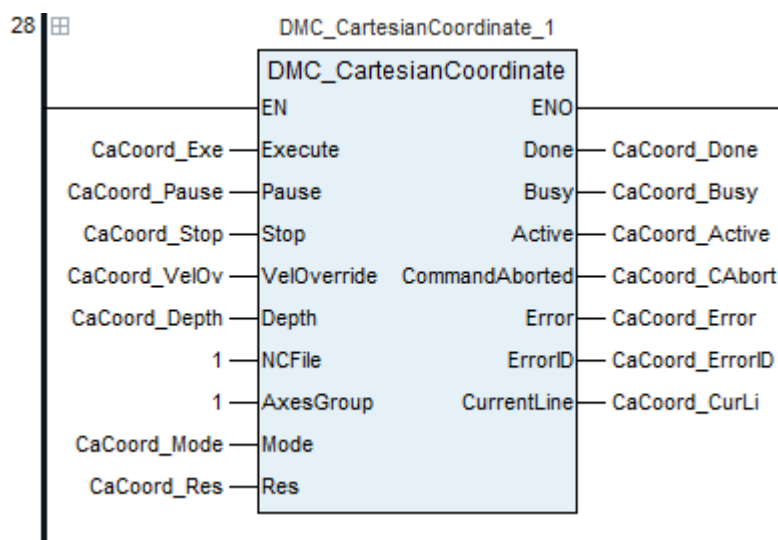 28 DMC_CartesianCoordinate_1
DMC_CartesianCoordinate
EN ENO
CaCoord_Exe Execute Done CaCoord_Done
CaCoord_Pause Pause Busy CaCoord_Busy
CaCoord_Stop Stop Active CaCoord_Active
CaCoord_VelOv VelOverride CommandAborted CaCoord_CAbort
CaCoord_Depth Depth Error CaCoord_Error
1 NCFile ErrorID CaCoord_ErrorID
1 AxesGroup CurrentLine CaCoord_CurLi
CaCoord_Mode Mode
CaCoord_Res Res